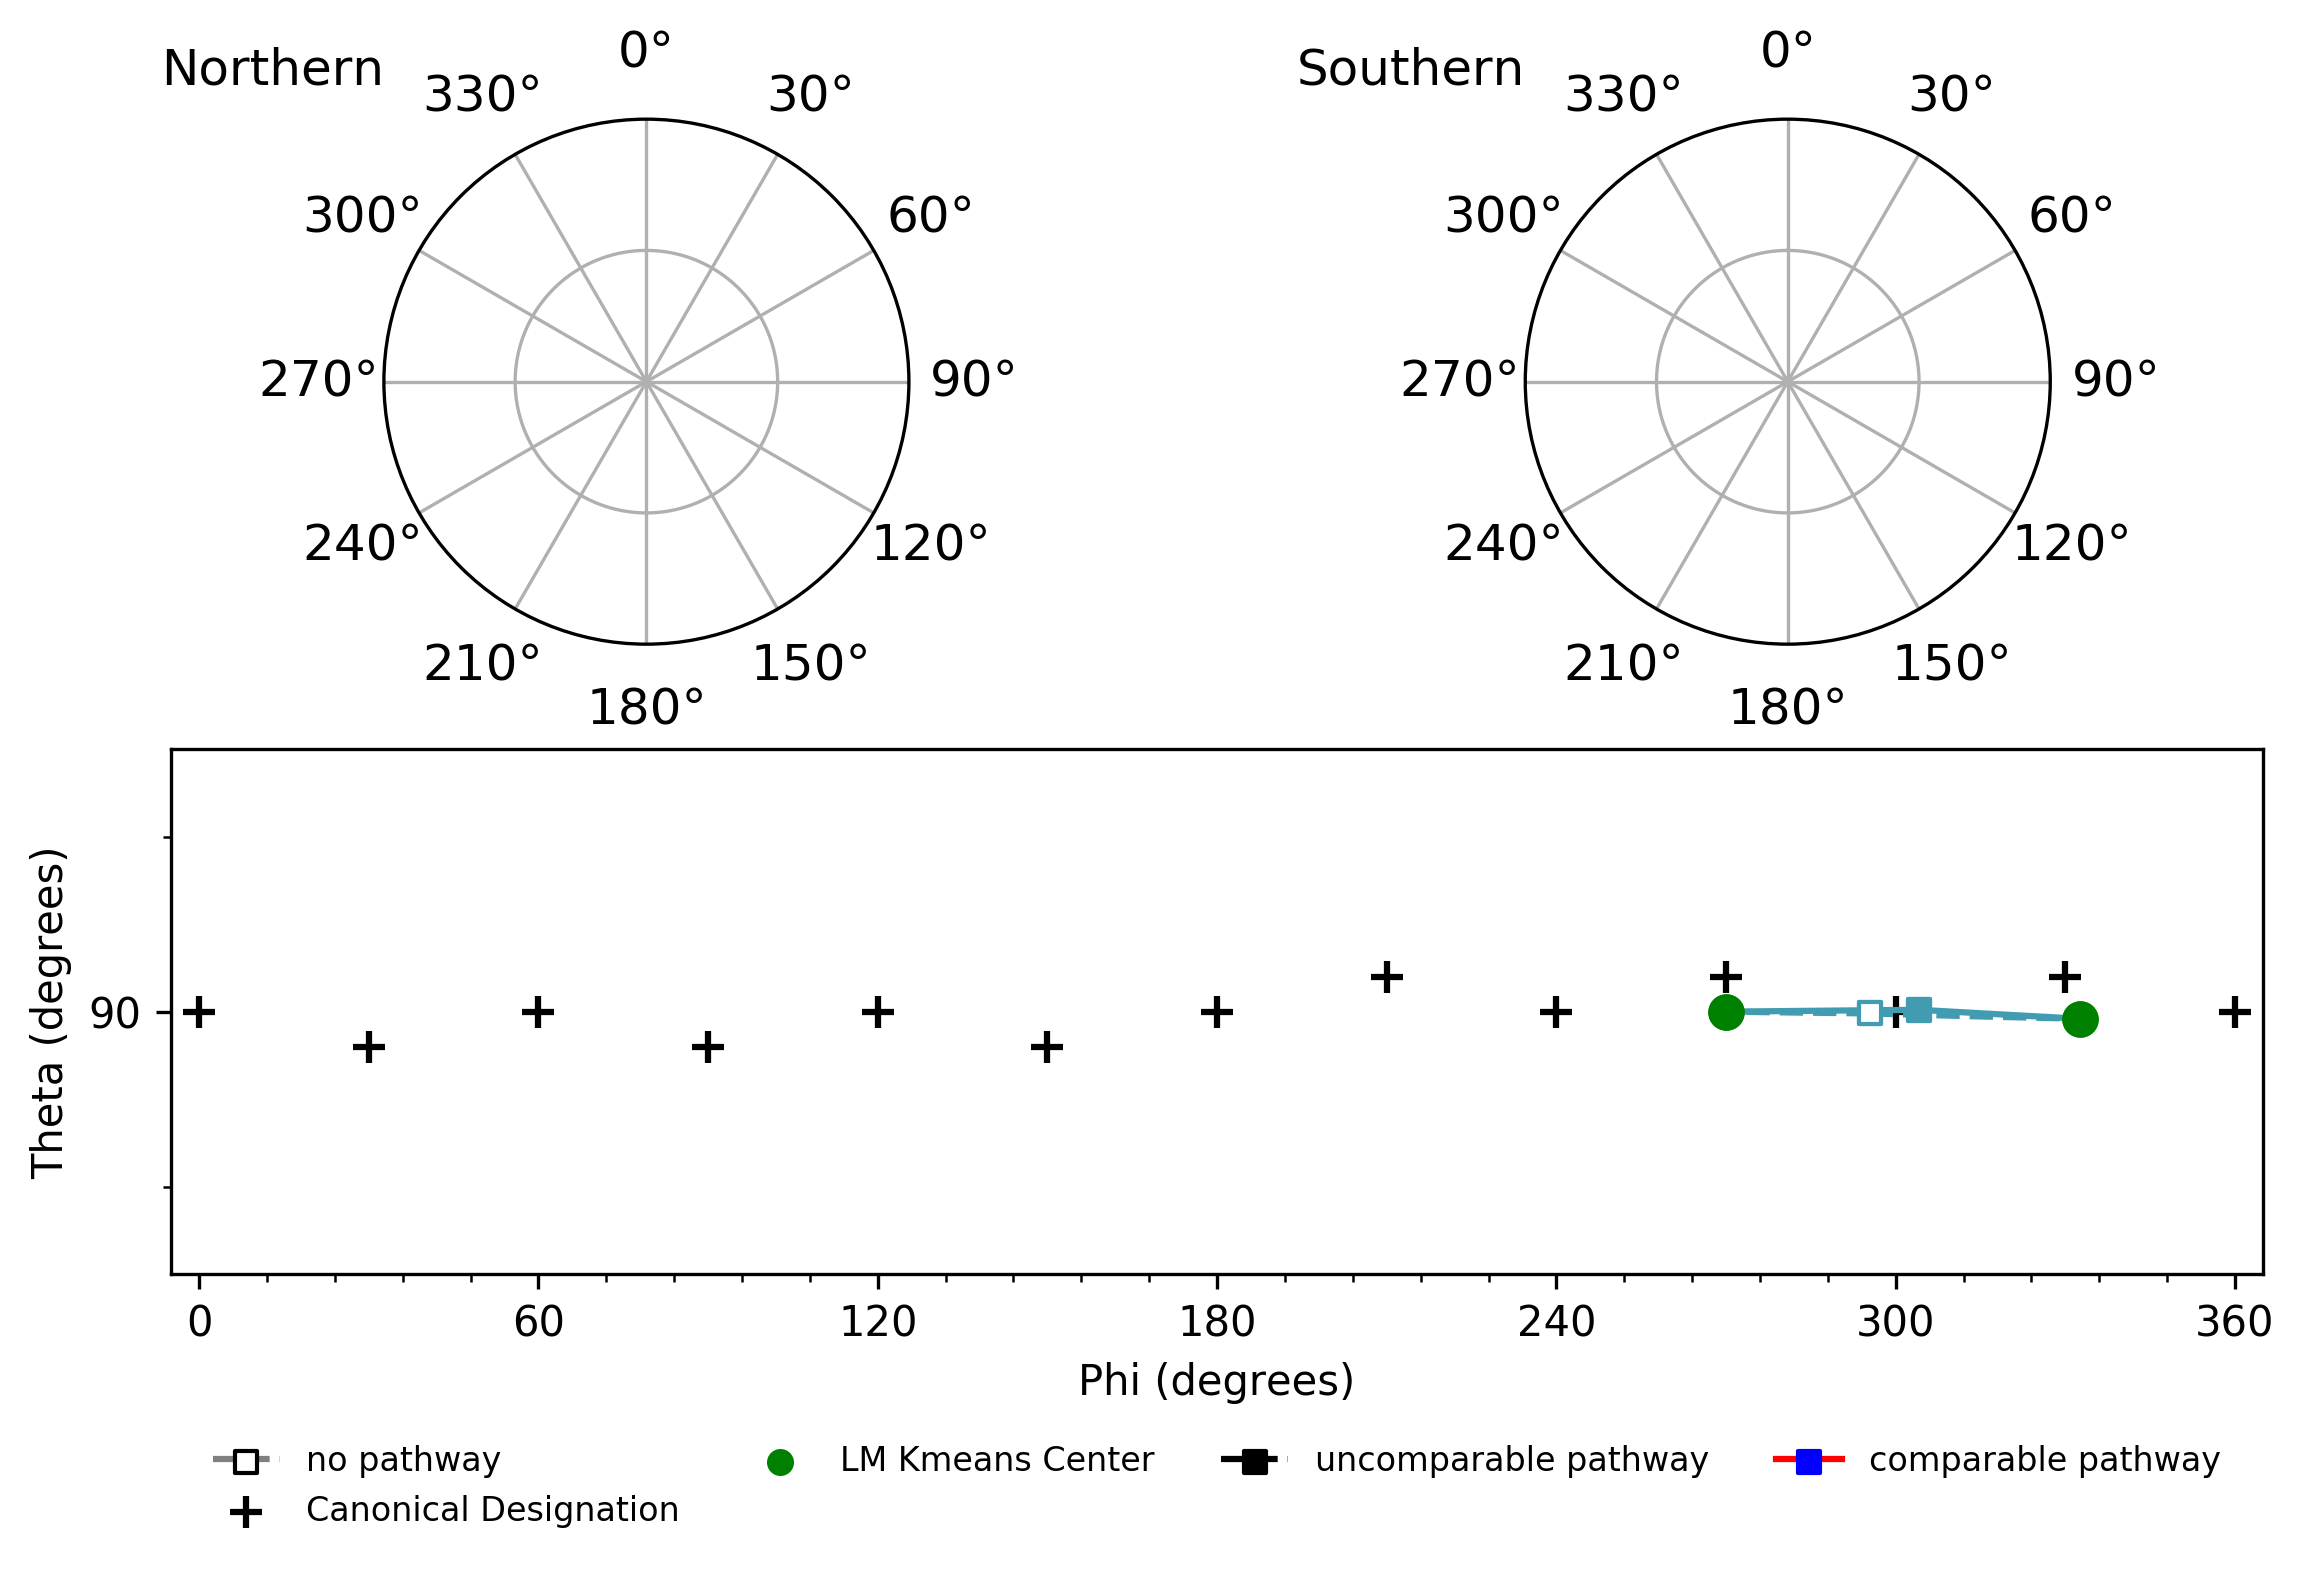 Northern
0°
330°
30°
300°
60°
270°
90°
240°
120°
210°
150°
180°
Southern
0°
330°
30°
300°
60°
270°
90°
240°
120°
210°
150°
180°
Theta (degrees)
90
0 60 120 180 240 300 360
Phi (degrees)
no pathway
Canonical Designation
LM Kmeans Center
uncomparable pathway
comparable pathway